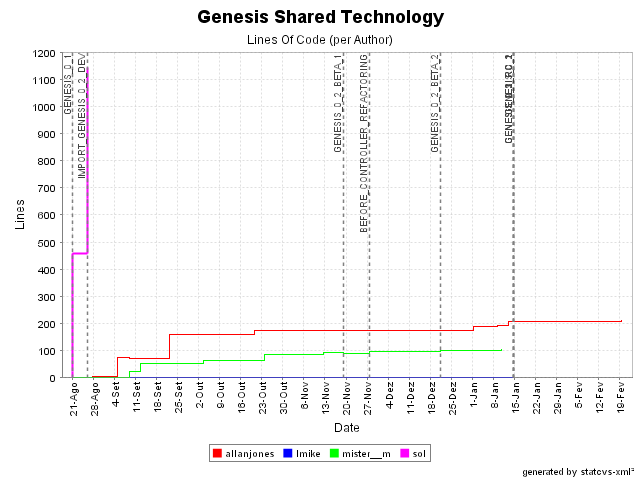 Genesis Shared Technology
Lines Of Code (per Author)
Lines
1200
1100
1000
900
800
700
600
500
400
300
200
100
0
GENESIS_0_1
IMPORT_GENESIS_0_2_DEV
GENESIS_0_2_BETA_1
BEFORE_CONTROLLER_REFACTORING
GENESIS_0_2_BETA_2
21-Ago
28-Ago
4-Set
11-Set
18-Set
25-Set
2-Out
9-Out
16-Out
23-Out
30-Out
6-Nov
13-Nov
20-Nov
27-Nov
4-Dez
11-Dez
18-Dez
25-Dez
1-Jan
8-Jan
15-Jan
22-Jan
29-Jan
5-Fev
12-Fev
19-Fev
Date
allanjones lmike mister__m sol
generated by statcvs-xml²